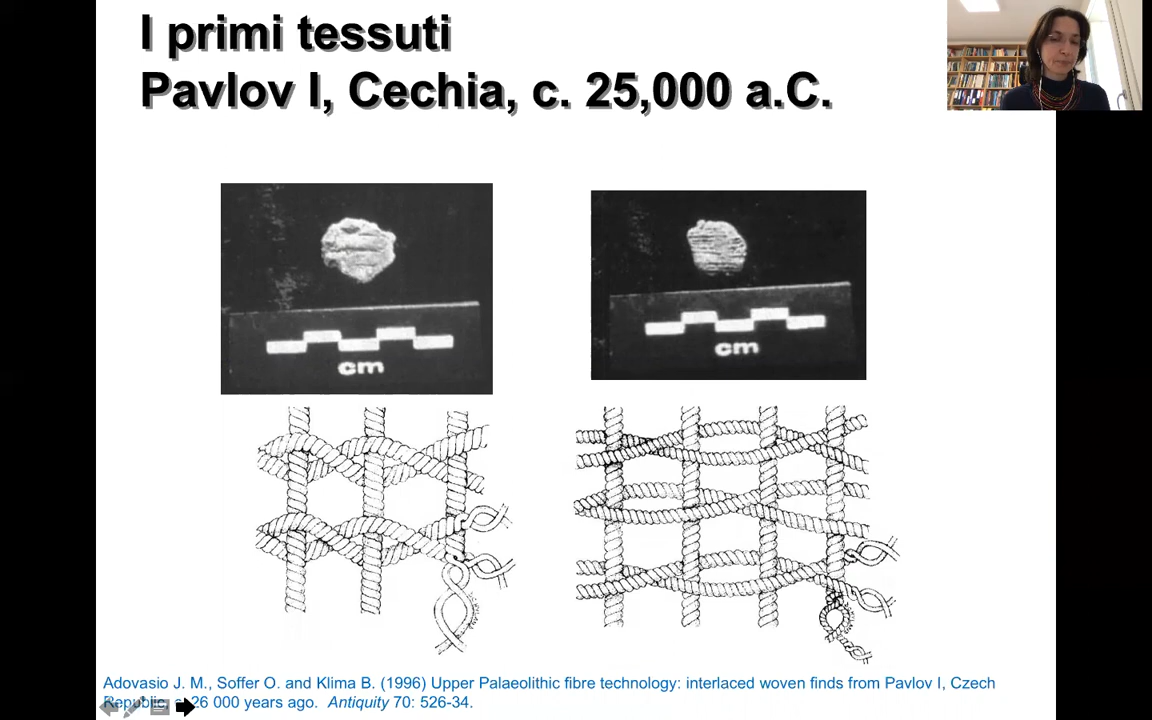 I primi tessuti
Pavlov I, Cechia, c. 25,000 a.C.
cm
cm
Adovasio J. M., Soffer O. and Klima B. (1996) Upper Palaeolithic fibre technology: interlaced woven finds from Pavlov I, Czech
Republic, 26 000 years ago. Antiquity 70: 526-34.